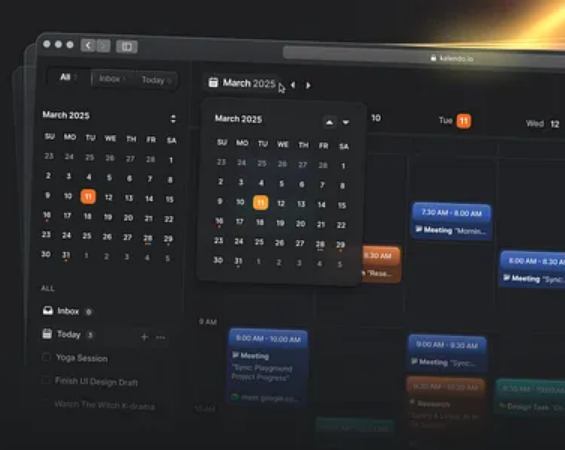 kalendo.io
All
Inbox
Today
March 2025
March 2025
SU MO TU WE TH FR SA
23 24 25 26 27 28 1
2 3 4 5 6 7 8
9 10 11 12 13 14 15
16 17 18 19 20 21 22
23 24 25 26 27 28 29
30 31 1 2 3 4 5
March 2025
SU MO TU WE TH FR SA
23 24 25 26 27 28 1
2 3 4 5 6 7 8
9 10 11 12 13 14 15
16 17 18 19 20 21 22
23 24 25 26 27 28 29
30 31 1 2 3 4 5
10
Tue 11
Wed 12
7.30 AM - 8.00 AM
Meeting "Mornin...
8.30 AM
"Rese...
8.00 AM - 8.30 A
Meeting "Sync
ALL
Inbox
Today 3
Yoga Session
Finish UI Design Draft
Watch The Witch K-drama
9 AM
9.00 AM - 10.00 AM
Meeting
"Sync Playground
Project Progress"
meet.google.co...
9.00 AM - 9.30 AM
Meeting "Sync...
9.30 AM - 10.30 AM
Research
10 AM
Design Task